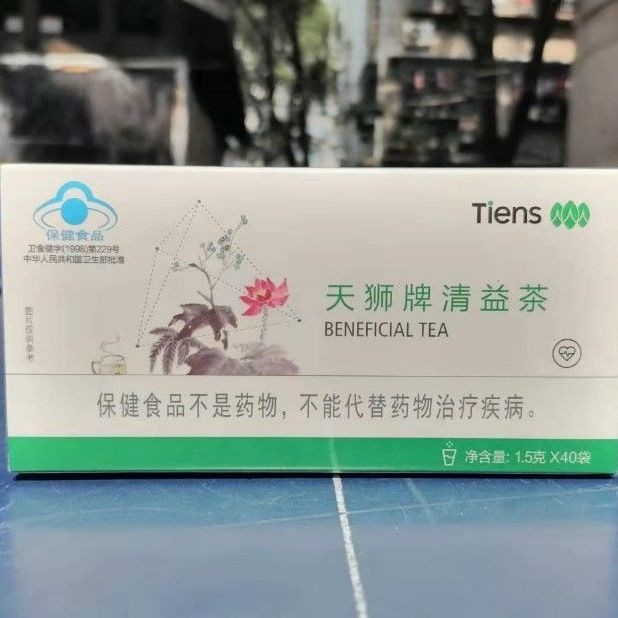 保健食品
卫食健字(1998)第229号
中华人民共和国卫生部批准
Tiens
天狮牌清益茶
BENEFICIAL TEA
图片仅供参考
保健食品不是药物，不能代替药物治疗疾病。
净含量: 1.5克 X40袋